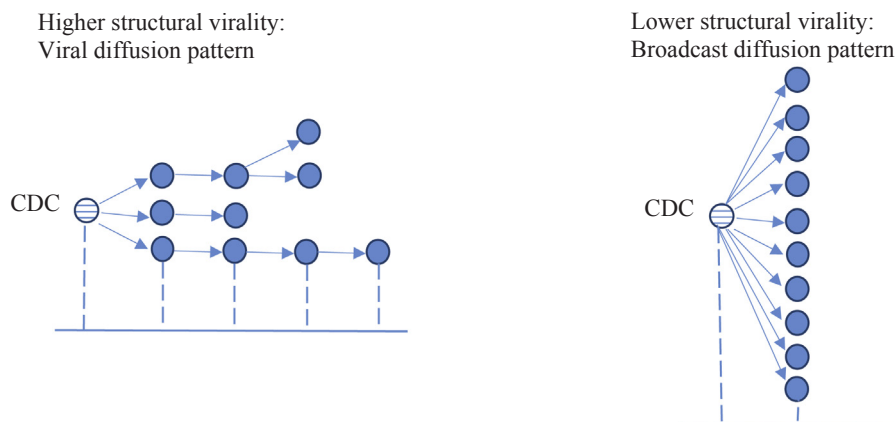 Higher structural virality:
Viral diffusion pattern
CDC
Lower structural virality:
Broadcast diffusion pattern
CDC